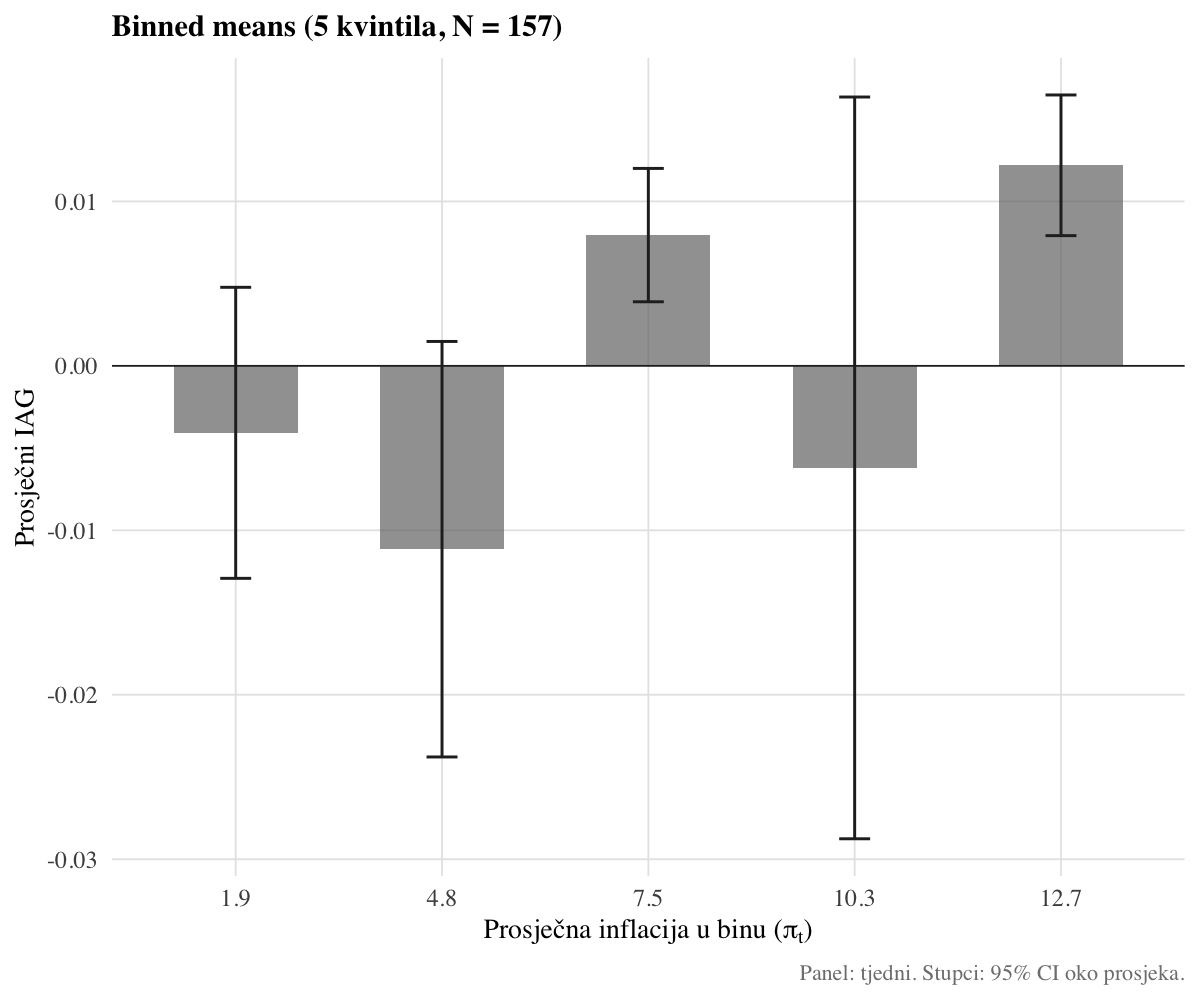 Binned means (5 kvintila, N = 157)
Prosječni IAG
0.01
0.00
-0.01
-0.02
-0.03
1.9 4.8 7.5 10.3 12.7
Prosječna inflacija u binu (πt)
Panel: tjedni. Stupci: 95% CI oko prosjeka.